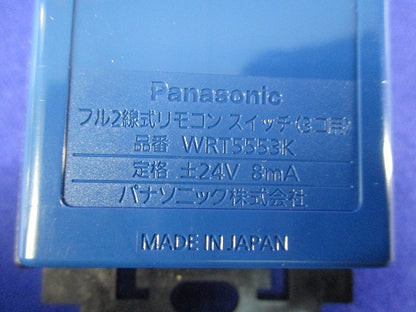 Panasonic
フル2線式リモコン スイッチ(3コ用)
品番 WRT5553K
定格 ±24V 8mA
パナソニック株式会社
MADE IN JAPAN